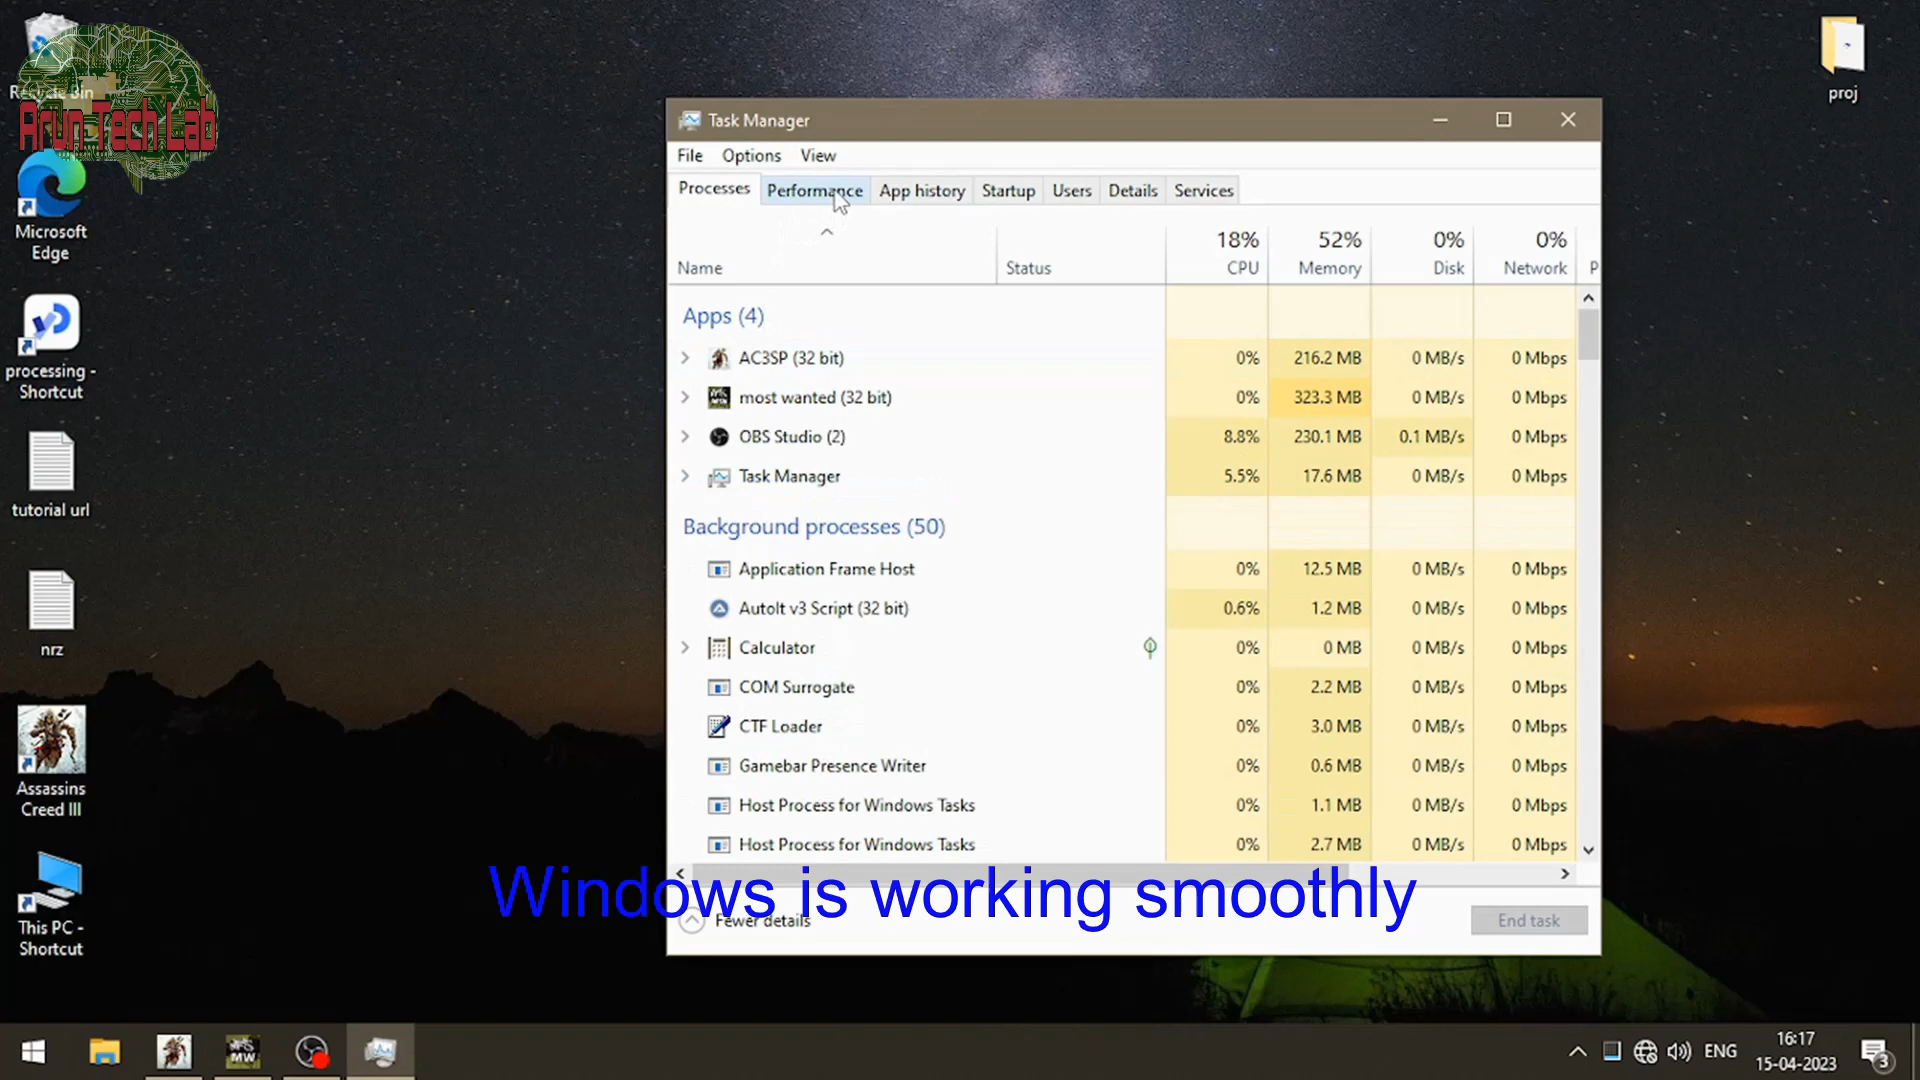 Recycle Bin
Arun Tech Lab
Microsoft
Edge
processing -
Shortcut
tutorial url
nrz
Assassins
Creed III
This PC -
Shortcut
proj
Task Manager
File Options View
Processes Performance App history Startup Users Details Services
18% 52% 0% 0%
Name Status CPU Memory Disk Network P
Apps (4)
AC3SP (32 bit) 0% 216.2 MB 0 MB/s 0 Mbps
most wanted (32 bit) 0% 323.3 MB 0 MB/s 0 Mbps
OBS Studio (2) 8.8% 230.1 MB 0.1 MB/s 0 Mbps
Task Manager 5.5% 17.6 MB 0 MB/s 0 Mbps
Background processes (50)
Application Frame Host 0% 12.5 MB 0 MB/s 0 Mbps
AutoIt v3 Script (32 bit) 0.6% 1.2 MB 0 MB/s 0 Mbps
Calculator 0% 0 MB 0 MB/s 0 Mbps
COM Surrogate 0% 2.2 MB 0 MB/s 0 Mbps
CTF Loader 0% 3.0 MB 0 MB/s 0 Mbps
Gamebar Presence Writer 0% 0.6 MB 0 MB/s 0 Mbps
Host Process for Windows Tasks 0% 1.1 MB 0 MB/s 0 Mbps
Host Process for Windows Tasks 0% 2.7 MB 0 MB/s 0 Mbps
Windows is working smoothly
Fewer details End task
MW
ENG
16:17
15-04-2023
3